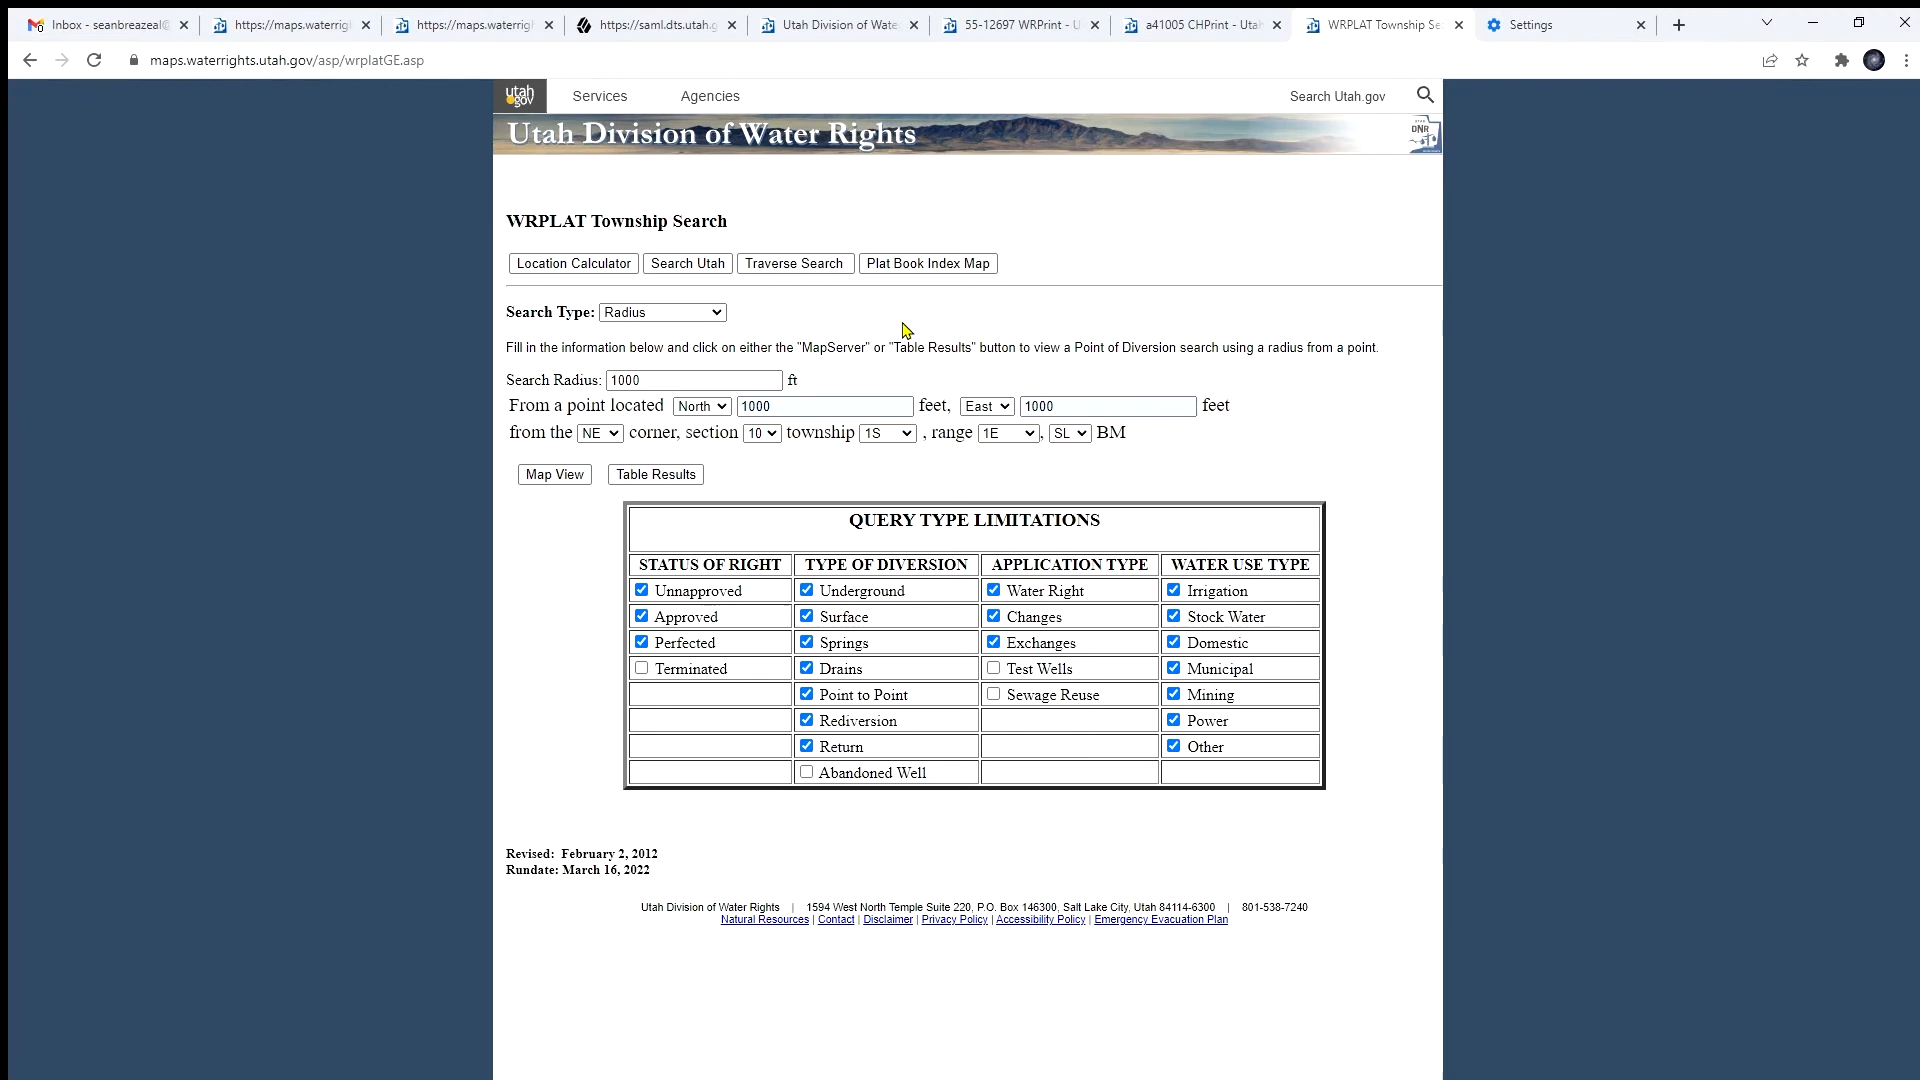 Inbox - seanbreazeal@
https://maps.waterrig
https://maps.waterrigh
https://saml.dts.utah.g
Utah Division of Wate
55-12697 WRPrint - U
a41005 CHPrint - Utah
WRPLAT Township Se
Settings
maps.waterrights.utah.gov/asp/wrplatGE.asp
utah gov
Services
Agencies
Search Utah.gov
Utah Division of Water Rights
UTAH DNR
WRPLAT Township Search
Location Calculator
Search Utah
Traverse Search
Plat Book Index Map
Search Type: Radius
Fill in the information below and click on either the "MapServer" or "Table Results" button to view a Point of Diversion search using a radius from a point.
Search Radius: 1000 ft
From a point located North 1000 feet, East 1000 feet
from the NE corner, section 10 township 1S , range 1E , SL BM
Map View
Table Results
QUERY TYPE LIMITATIONS
STATUS OF RIGHT TYPE OF DIVERSION APPLICATION TYPE WATER USE TYPE
Unnapproved Underground Water Right Irrigation
Approved Surface Changes Stock Water
Perfected Springs Exchanges Domestic
Terminated Drains Test Wells Municipal
Point to Point Sewage Reuse Mining
Rediversion Power
Return Other
Abandoned Well
Revised: February 2, 2012
Rundate: March 16, 2022
Utah Division of Water Rights | 1594 West North Temple Suite 220, P.O. Box 146300, Salt Lake City, Utah 84114-6300 | 801-538-7240
Natural Resources | Contact | Disclaimer | Privacy Policy | Accessibility Policy | Emergency Evacuation Plan